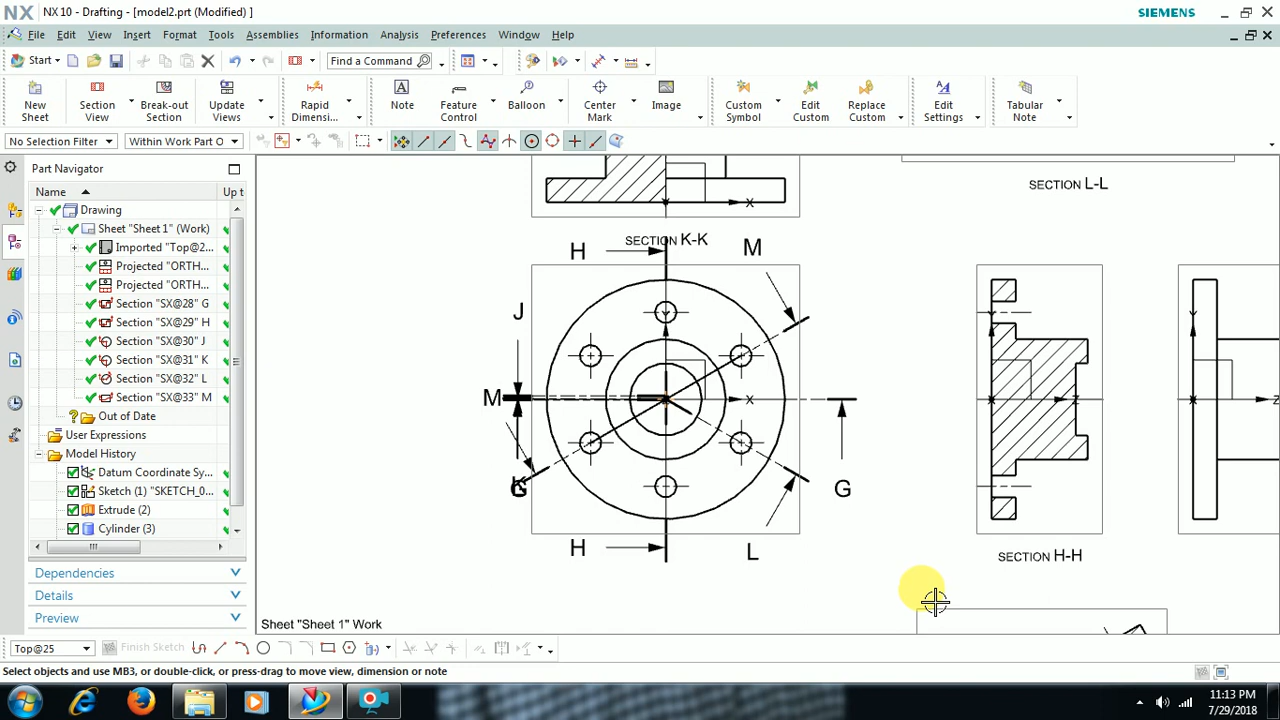 NX NX 10 - Drafting - [model2.prt (Modified) ] SIEMENS
File Edit View Insert Format Tools Assemblies Information Analysis Preferences Window Help
Start Find a Command
New Sheet
Section View
Break-out Section
Update Views
Rapid Dimensi...
Note
Feature Control
Balloon
Center Mark
Image
Custom Symbol
Edit Custom
Replace Custom
Edit Settings
Tabular Note
No Selection Filter Within Work Part O
Part Navigator
Name Up t
Drawing
Sheet "Sheet 1" (Work)
Imported "Top@2...
Projected "ORTH...
Projected "ORTH...
Section "SX@28" G
Section "SX@29" H
Section "SX@30" J
Section "SX@31" K
Section "SX@32" L
Section "SX@33" M
Out of Date
User Expressions
Model History
Datum Coordinate Sy...
Sketch (1) "SKETCH_0...
Extrude (2)
Cylinder (3)
Dependencies
Details
Preview
SECTION L-L
X
SECTION K-K
H M
J
Y
M X
G
G
H L
Y
Z
SECTION H-H
Y
Z
Sheet "Sheet 1" Work
Top@25 Finish Sketch
Select objects and use MB3, or double-click, or press-drag to move view, dimension or note
11:13 PM
7/29/2018